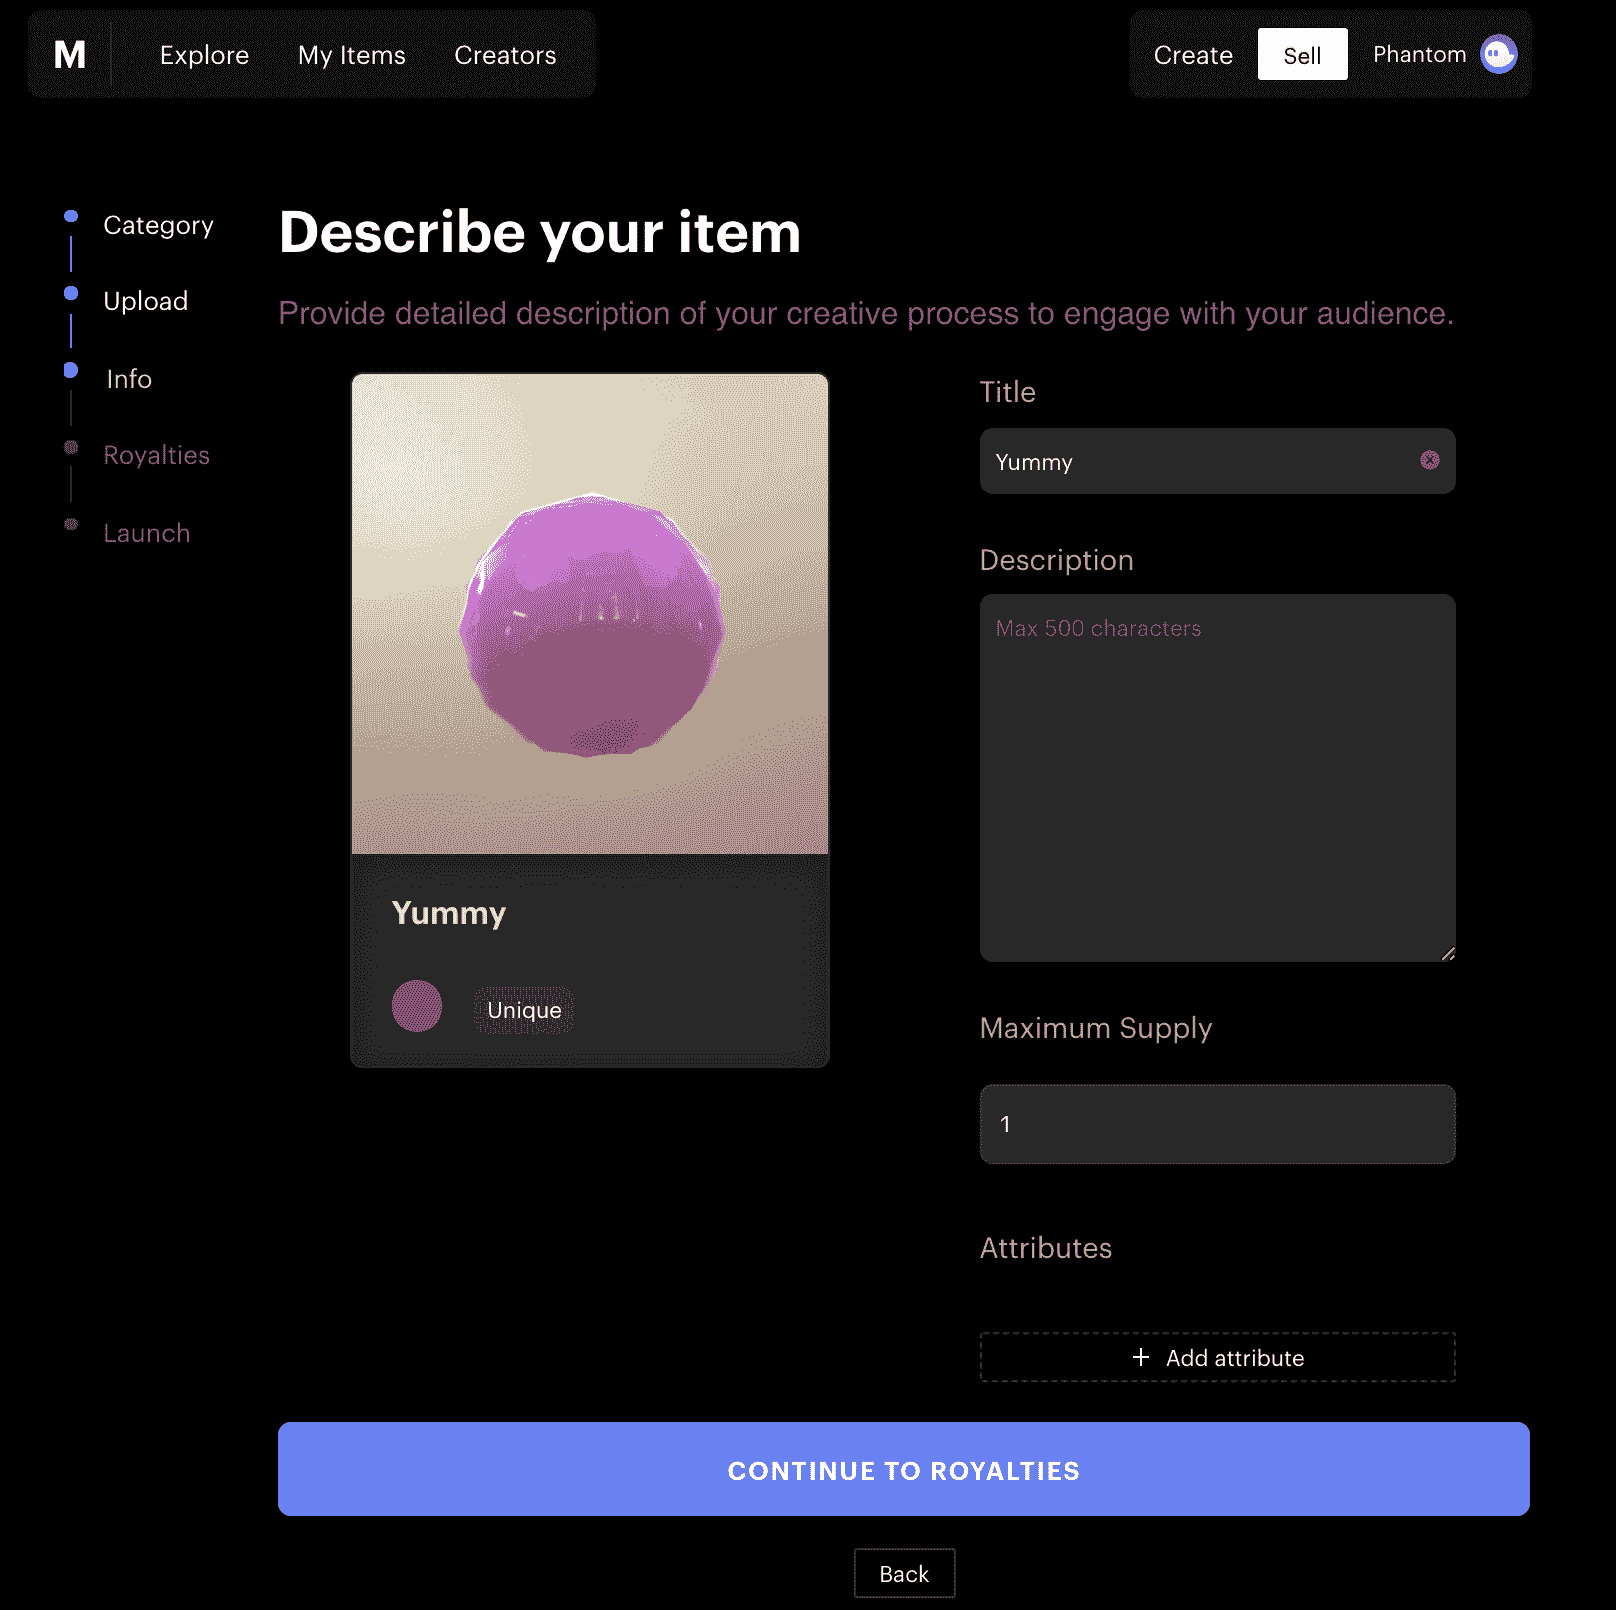 M
Explore
My Items
Creators
Create
Sell
Phantom
Category
Upload
Info
Royalties
Launch
Describe your item
Provide detailed description of your creative process to engage with your audience.
Yummy
Unique
Title
Yummy
Description
Max 500 characters
Maximum Supply
1
Attributes
+ Add attribute
CONTINUE TO ROYALTIES
Back